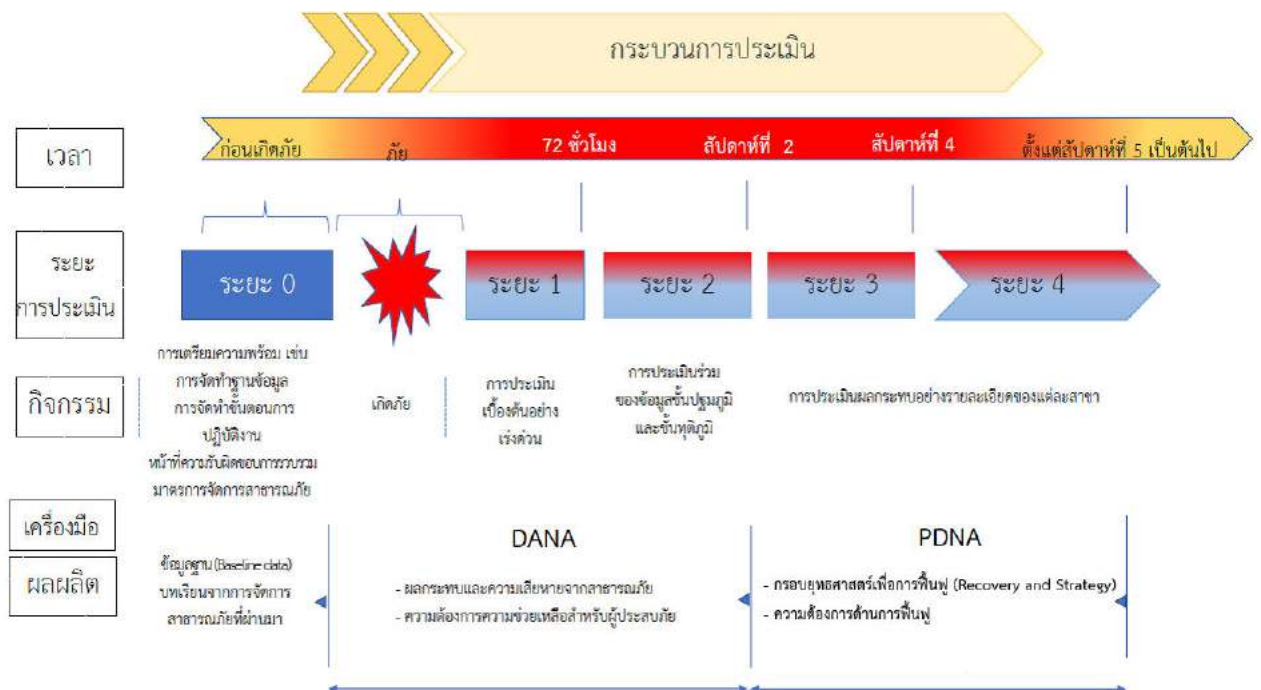 กระบวนการประเมิน
เวลา
ก่อนเกิดภัย
ภัย
72 ชั่วโมง
สัปดาห์ที่ 2
สัปดาห์ที่ 4
ตั้งแต่สัปดาห์ที่ 5 เป็นต้นไป
ระยะ
การประเมิน
ระยะ 0
ระยะ 1
ระยะ 2
ระยะ 3
ระยะ 4
กิจกรรม
การเตรียมความพร้อม เช่น
การจัดทำฐานข้อมูล
การจัดทำขั้นตอนการ
ปฏิบัติงาน
หน้าที่ความรับผิดชอบการรวบรวม
มาตรการจัดการสาธารณภัย
เกิดภัย
การประเมิน
เบื้องต้นอย่าง
เร่งด่วน
การประเมินร่วม
ของข้อมูลขั้นปฐมภูมิ
และขั้นทุติภูมิ
การประเมินผลกระทบอย่างรายละเอียดของแต่ละสาขา
เครื่องมือ
DANA
PDNA
ผลผลิต
ข้อมูลฐาน (Baseline data)
บทเรียนจากการจัดการ
สาธารณภัยที่ผ่านมา
- ผลกระทบและความเสียหายจากสาธารณภัย
- ความต้องการความช่วยเหลือสำหรับผู้ประสบภัย
- กรอบยุทธศาสตร์เพื่อการฟื้นฟู (Recovery and Strategy)
- ความต้องการด้านการฟื้นฟู